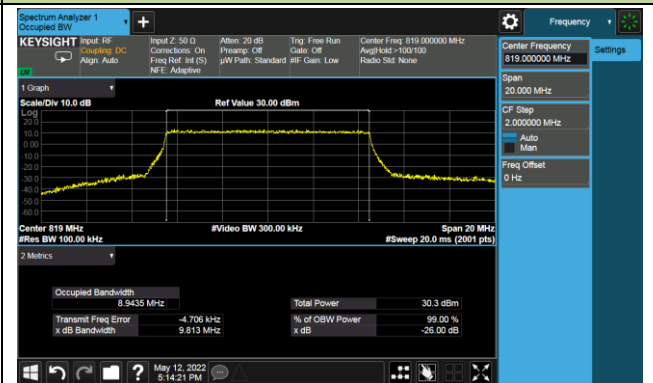 Spectrum Analyzer 1
Occupied BW
+
Frequency
KEYSIGHT
Input: RF
Coupling: DC
Align: Auto
Input Z: 50 Ω
Corrections: On
Freq Ref: Int (S)
NFE: Adaptive
Atten: 20 dB
Preamp: Off
µW Path: Standard
Trig: Free Run
Gate: Off
#IF Gain: Low
Center Freq: 819.000000 MHz
Avg|Hold:>100/100
Radio Std: None
Center Frequency
819.000000 MHz
Settings
Span
20.000 MHz
CF Step
2.000000 MHz
Auto
Man
Freq Offset
0 Hz
1 Graph
Scale/Div 10.0 dB
Ref Value 30.00 dBm
Log
20.0
10.0
0.00
-10.0
-20.0
-30.0
-40.0
-50.0
-60.0
Center 819 MHz
#Video BW 300.00 kHz
Span 20 MHz
#Res BW 100.00 kHz
#Sweep 20.0 ms (2001 pts)
2 Metrics
Occupied Bandwidth
8.9435 MHz
Total Power
30.3 dBm
Transmit Freq Error
-4.706 kHz
% of OBW Power
99.00 %
x dB Bandwidth
9.813 MHz
x dB
-26.00 dB
?
May 12, 2022
5:14:21 PM